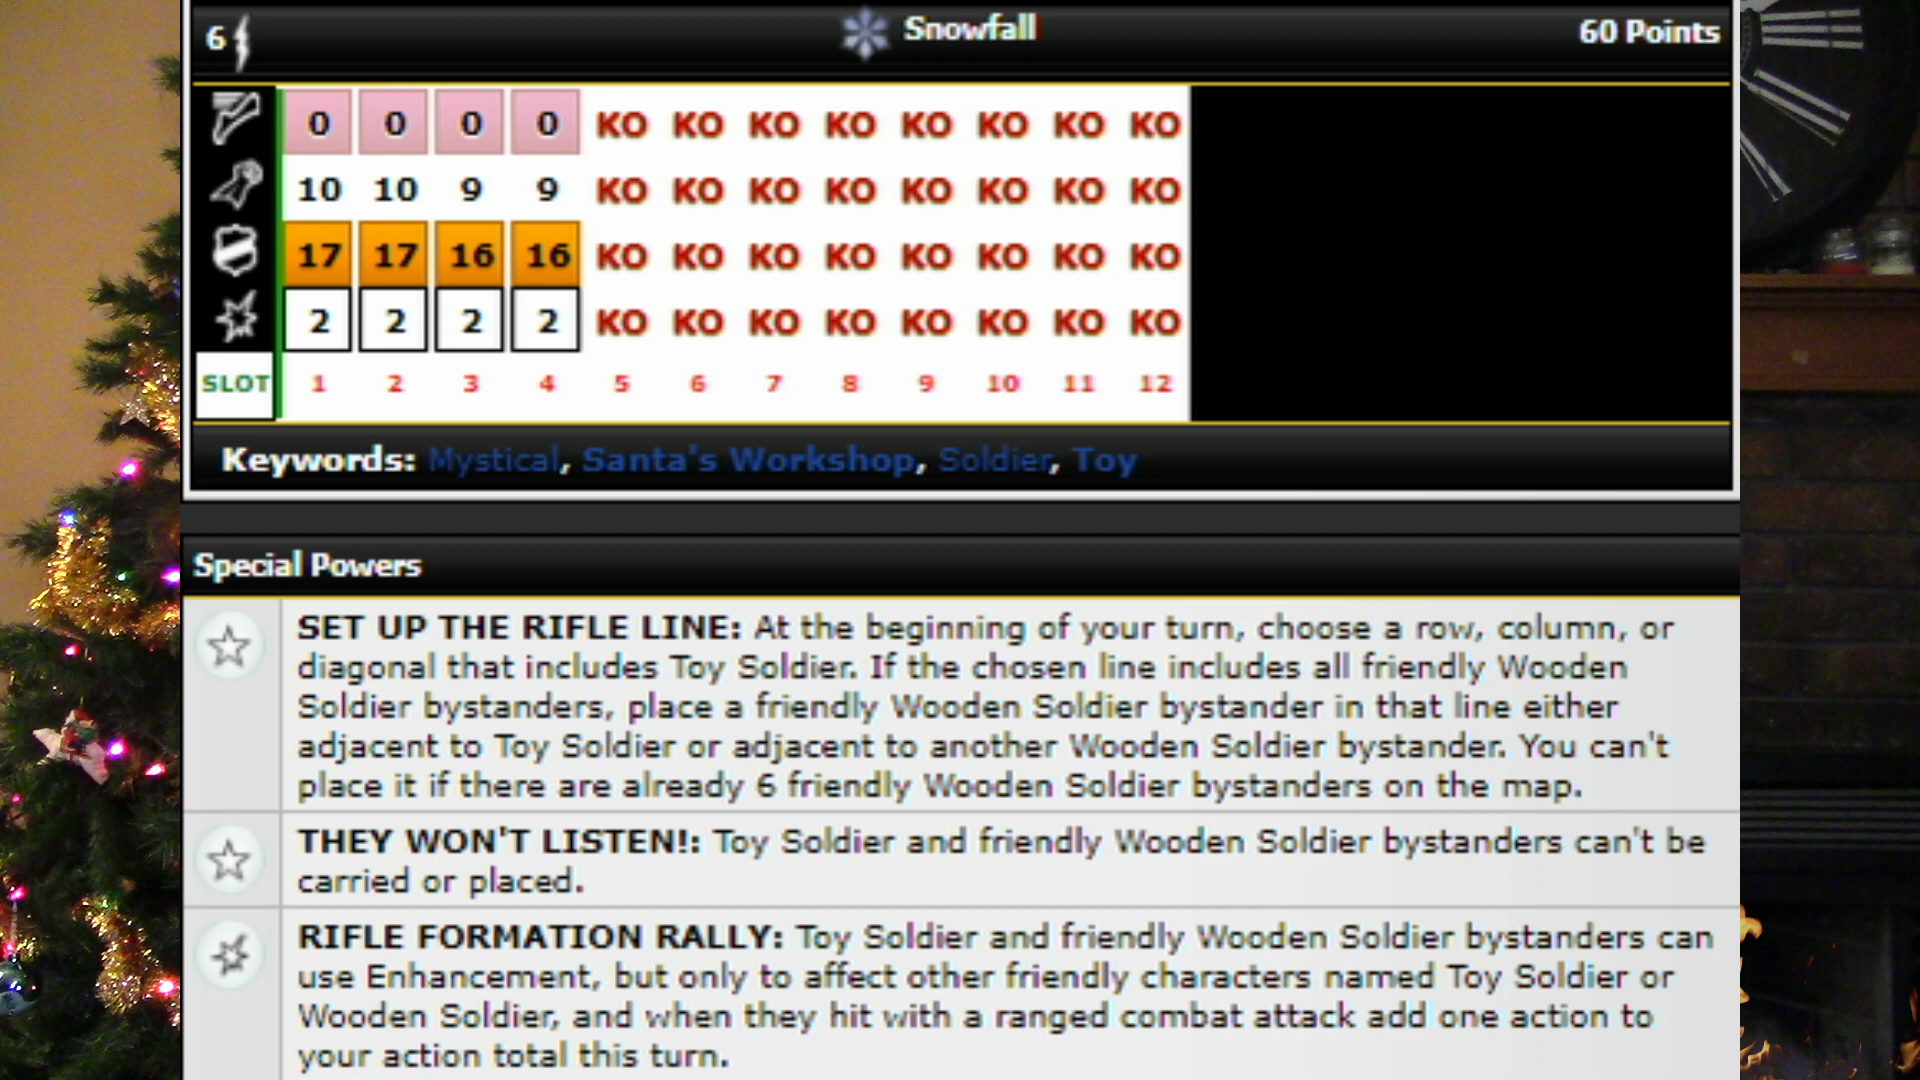 6 Snowfall 60 Points
0 0 0 0 KO KO KO KO KO KO KO KO
10 10 9 9 KO KO KO KO KO KO KO KO
17 17 16 16 KO KO KO KO KO KO KO KO
2 2 2 2 KO KO KO KO KO KO KO KO
SLOT 1 2 3 4 5 6 7 8 9 10 11 12
Keywords: Mystical, Santa's Workshop, Soldier, Toy
Special Powers
SET UP THE RIFLE LINE: At the beginning of your turn, choose a row, column, or
diagonal that includes Toy Soldier. If the chosen line includes all friendly Wooden
Soldier bystanders, place a friendly Wooden Soldier bystander in that line either
adjacent to Toy Soldier or adjacent to another Wooden Soldier bystander. You can't
place it if there are already 6 friendly Wooden Soldier bystanders on the map.
THEY WON'T LISTEN!: Toy Soldier and friendly Wooden Soldier bystanders can't be
carried or placed.
RIFLE FORMATION RALLY: Toy Soldier and friendly Wooden Soldier bystanders can
use Enhancement, but only to affect other friendly characters named Toy Soldier or
Wooden Soldier, and when they hit with a ranged combat attack add one action to
your action total this turn.